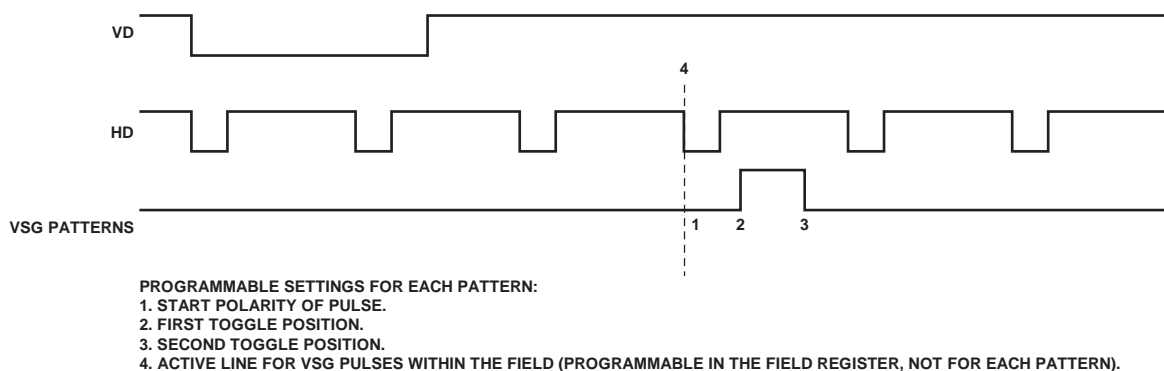 VD
4
HD
VSG PATTERNS
1 2 3
PROGRAMMABLE SETTINGS FOR EACH PATTERN:
1. START POLARITY OF PULSE.
2. FIRST TOGGLE POSITION.
3. SECOND TOGGLE POSITION.
4. ACTIVE LINE FOR VSG PULSES WITHIN THE FIELD (PROGRAMMABLE IN THE FIELD REGISTER, NOT FOR EACH PATTERN).